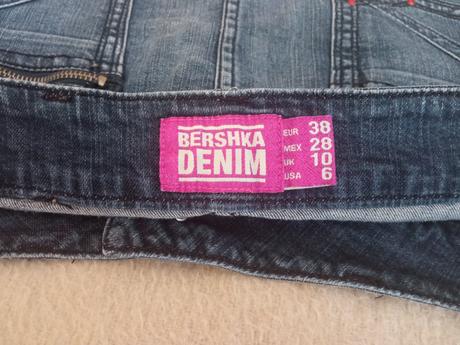 BERSHKA
DENIM
EUR 38
MEX 28
UK 10
USA 6